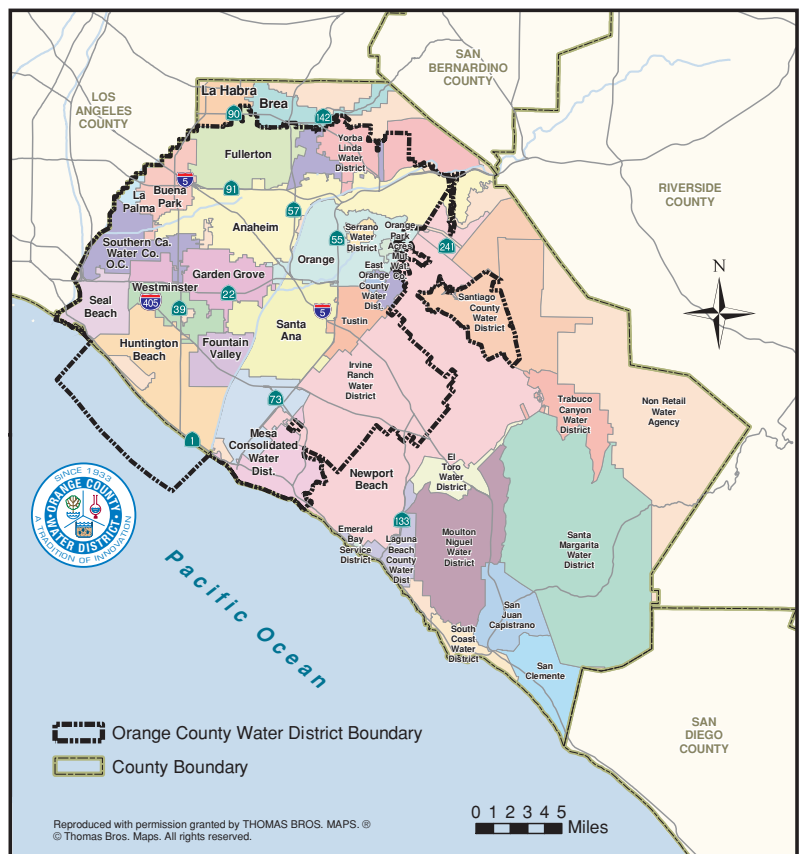 SAN
BERNARDINO
COUNTY
LOS
ANGELES
COUNTY
La Habra
Brea
90
142
Fullerton
Yorba
Linda
Water
District
5
Buena
Park
La
Palma
91
57
RIVERSIDE
COUNTY
Anaheim
Serrano
Water
District
Orange
Park
Acres
Mut.
Wat.
Co.
55
241
Orange
Southern Ca.
Water Co.
O.C.
East
Orange
County
Water
Dist.
N
Garden Grove
Westminster
405
22
39
Seal
Beach
5
Santiago
County
Water
District
Tustin
Santa
Ana
Huntington
Beach
Fountain
Valley
Irvine
Ranch
Water
District
73
Trabuco
Canyon
Water
District
Non Retail
Water
Agency
1
Mesa
Consolidated
Water
Dist.
Newport
Beach
El
Toro
Water
District
SINCE 1933
ORANGE COUNTY
WATER DISTRICT
A TRADITION OF INNOVATION
133
Emerald
Bay
Service
District
Laguna
Beach
County
Water
Dist
Moulton
Niguel
Water
District
Santa
Margarita
Water
District
Pacific Ocean
San
Juan
Capistrano
South
Coast
Water
District
San
Clemente
SAN
DIEGO
COUNTY
Orange County Water District Boundary
County Boundary
0 1 2 3 4 5
Miles
Reproduced with permission granted by THOMAS BROS. MAPS. ®
© Thomas Bros. Maps. All rights reserved.